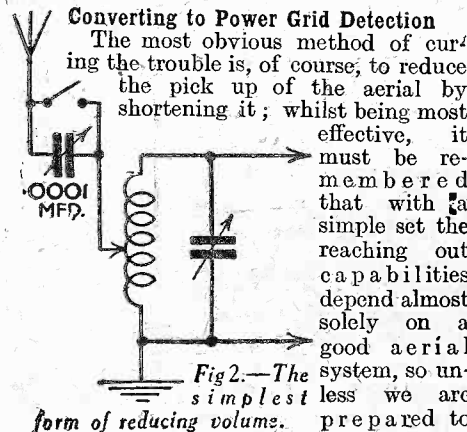 Converting to Power Grid Detection
The most obvious method of cur-
ing the trouble is, of course, to reduce
the pick up of the aerial by
shortening it; whilst being most
effective, it
must be re-
membered
that with a
simple set the
reaching out
capabilities
depend almost
solely on a
good aerial
system, so un-
less we are
prepared to
.0001
MFD.
Fig 2.—The
simplest
form of reducing volume.